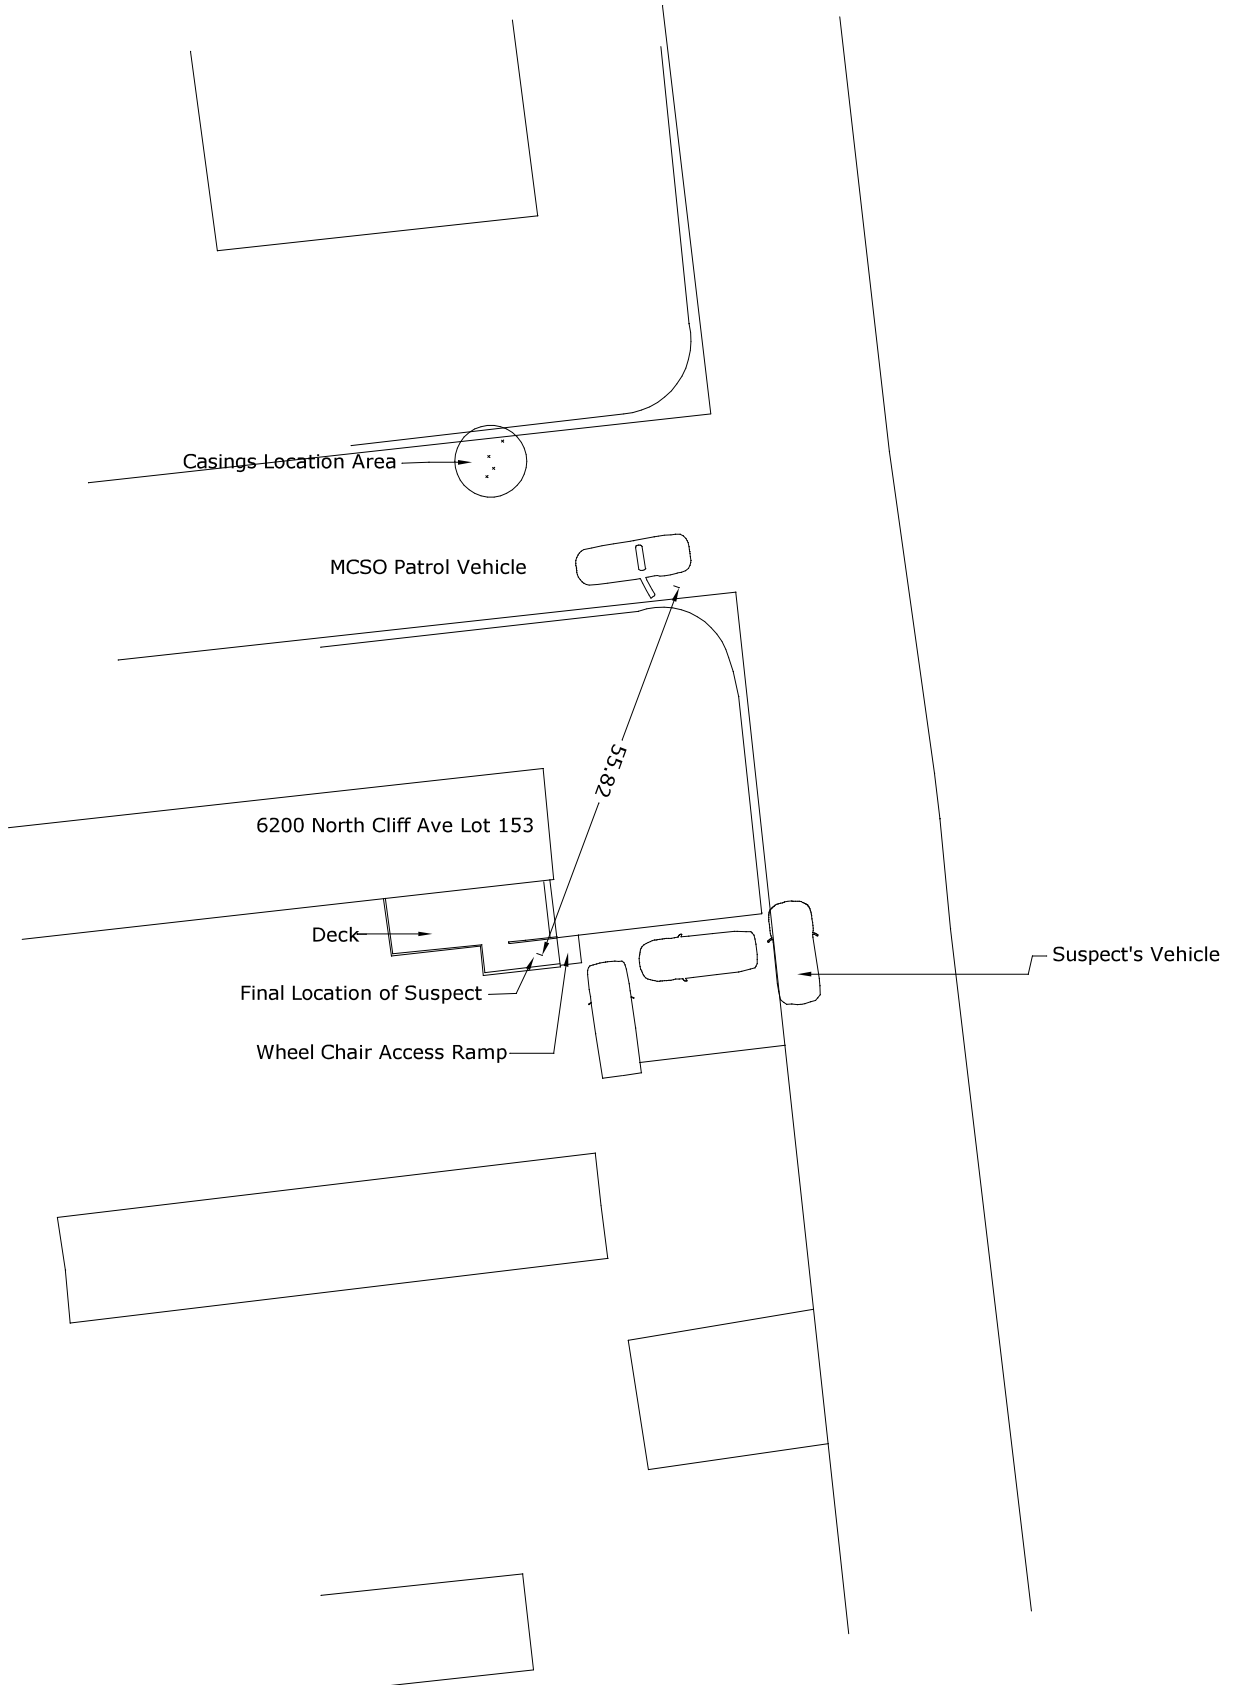 Casings Location Area
MCSO Patrol Vehicle
55.82
6200 North Cliff Ave Lot 153
Deck
Suspect's Vehicle
Final Location of Suspect
Wheel Chair Access Ramp